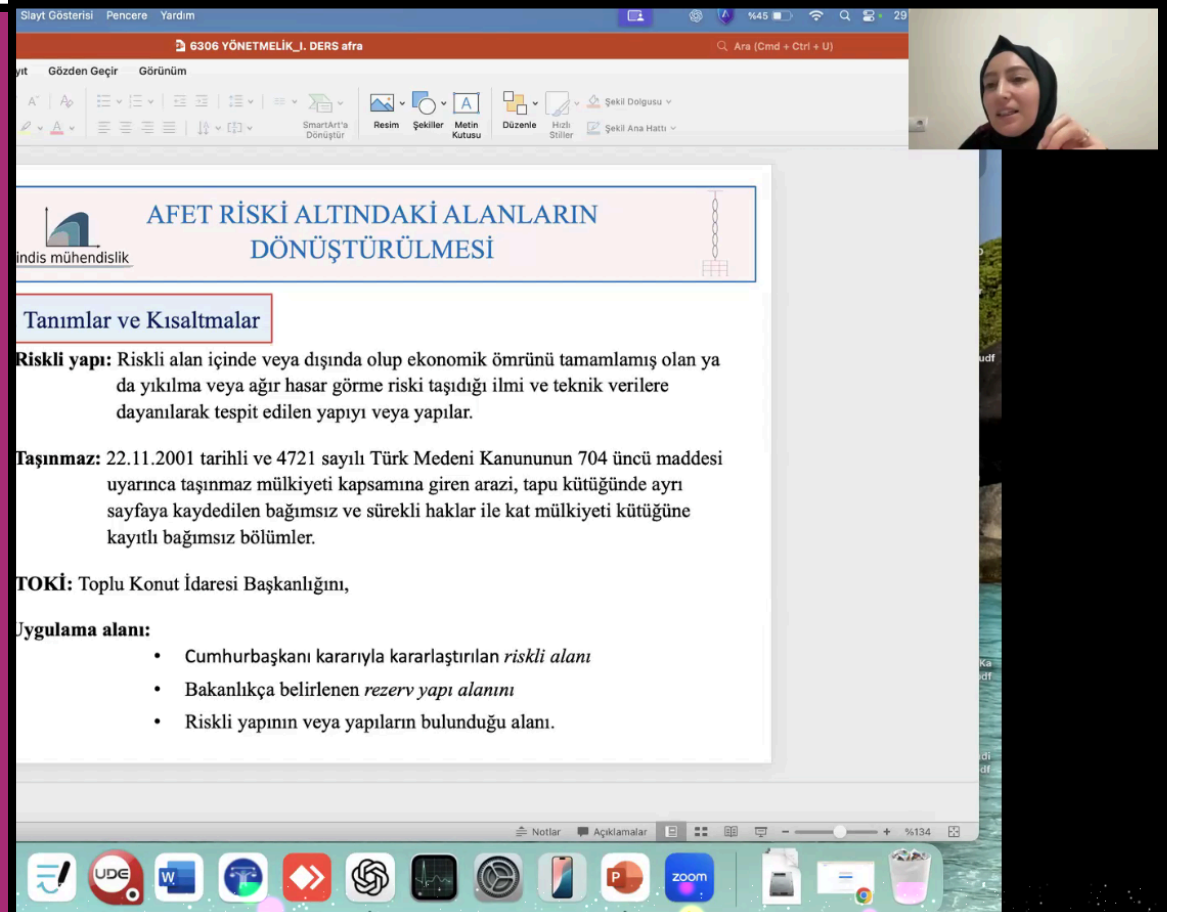 Slayt Gösterisi Pencere Yardım
%45
29
6306 YÖNETMELİK_I. DERS afra
Ara (Cmd + Ctrl + U)
Gözden Geçir Görünüm
SmartArt'a
Dönüştür
Resim
Şekiller
Metin
Kutusu
Düzenle
Hızlı
Stiller
Şekil Dolgusu
Şekil Ana Hattı
AFET RİSKİ ALTINDAKİ ALANLARIN
DÖNÜŞTÜRÜLMESİ
indis mühendislik
Tanımlar ve Kısaltmalar
Riskli yapı: Riskli alan içinde veya dışında olup ekonomik ömrünü tamamlamış olan ya
da yıkılma veya ağır hasar görme riski taşıdığı ilmi ve teknik verilere
dayanılarak tespit edilen yapıyı veya yapılar.
Taşınmaz: 22.11.2001 tarihli ve 4721 sayılı Türk Medeni Kanununun 704 üncü maddesi
uyarınca taşınmaz mülkiyeti kapsamına giren arazi, tapu kütüğünde ayrı
sayfaya kaydedilen bağımsız ve sürekli haklar ile kat mülkiyeti kütüğüne
kayıtlı bağımsız bölümler.
TOKİ: Toplu Konut İdaresi Başkanlığını,
Uygulama alanı:
• Cumhurbaşkanı kararıyla kararlaştırılan riskli alanı
• Bakanlıkça belirlenen rezerv yapı alanını
• Riskli yapının veya yapıların bulunduğu alanı.
udf
Notlar
Açıklamalar
%134
UDE
W
P
zoom